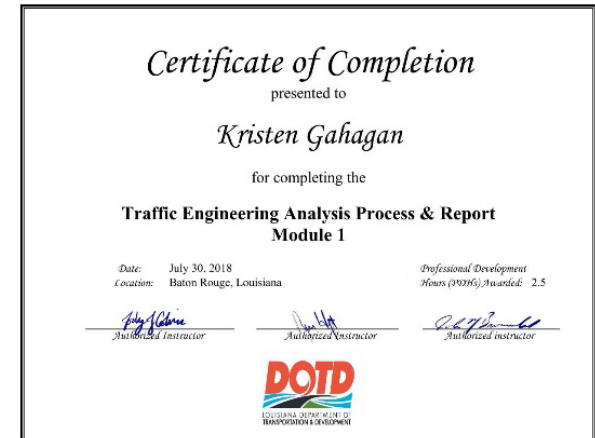 Certificate of Completion
presented to
Kristen Gahagan
for completing the
Traffic Engineering Analysis Process & Report
Module 1
Date: July 30, 2018
Location: Baton Rouge, Louisiana
Professional Development
Hours (PDHs) Awarded: 2.5
Authorized Instructor
Authorized Instructor
Authorized instructor
DOTD
LOUISIANA DEPARTMENT OF
TRANSPORTATION & DEVELOPMENT